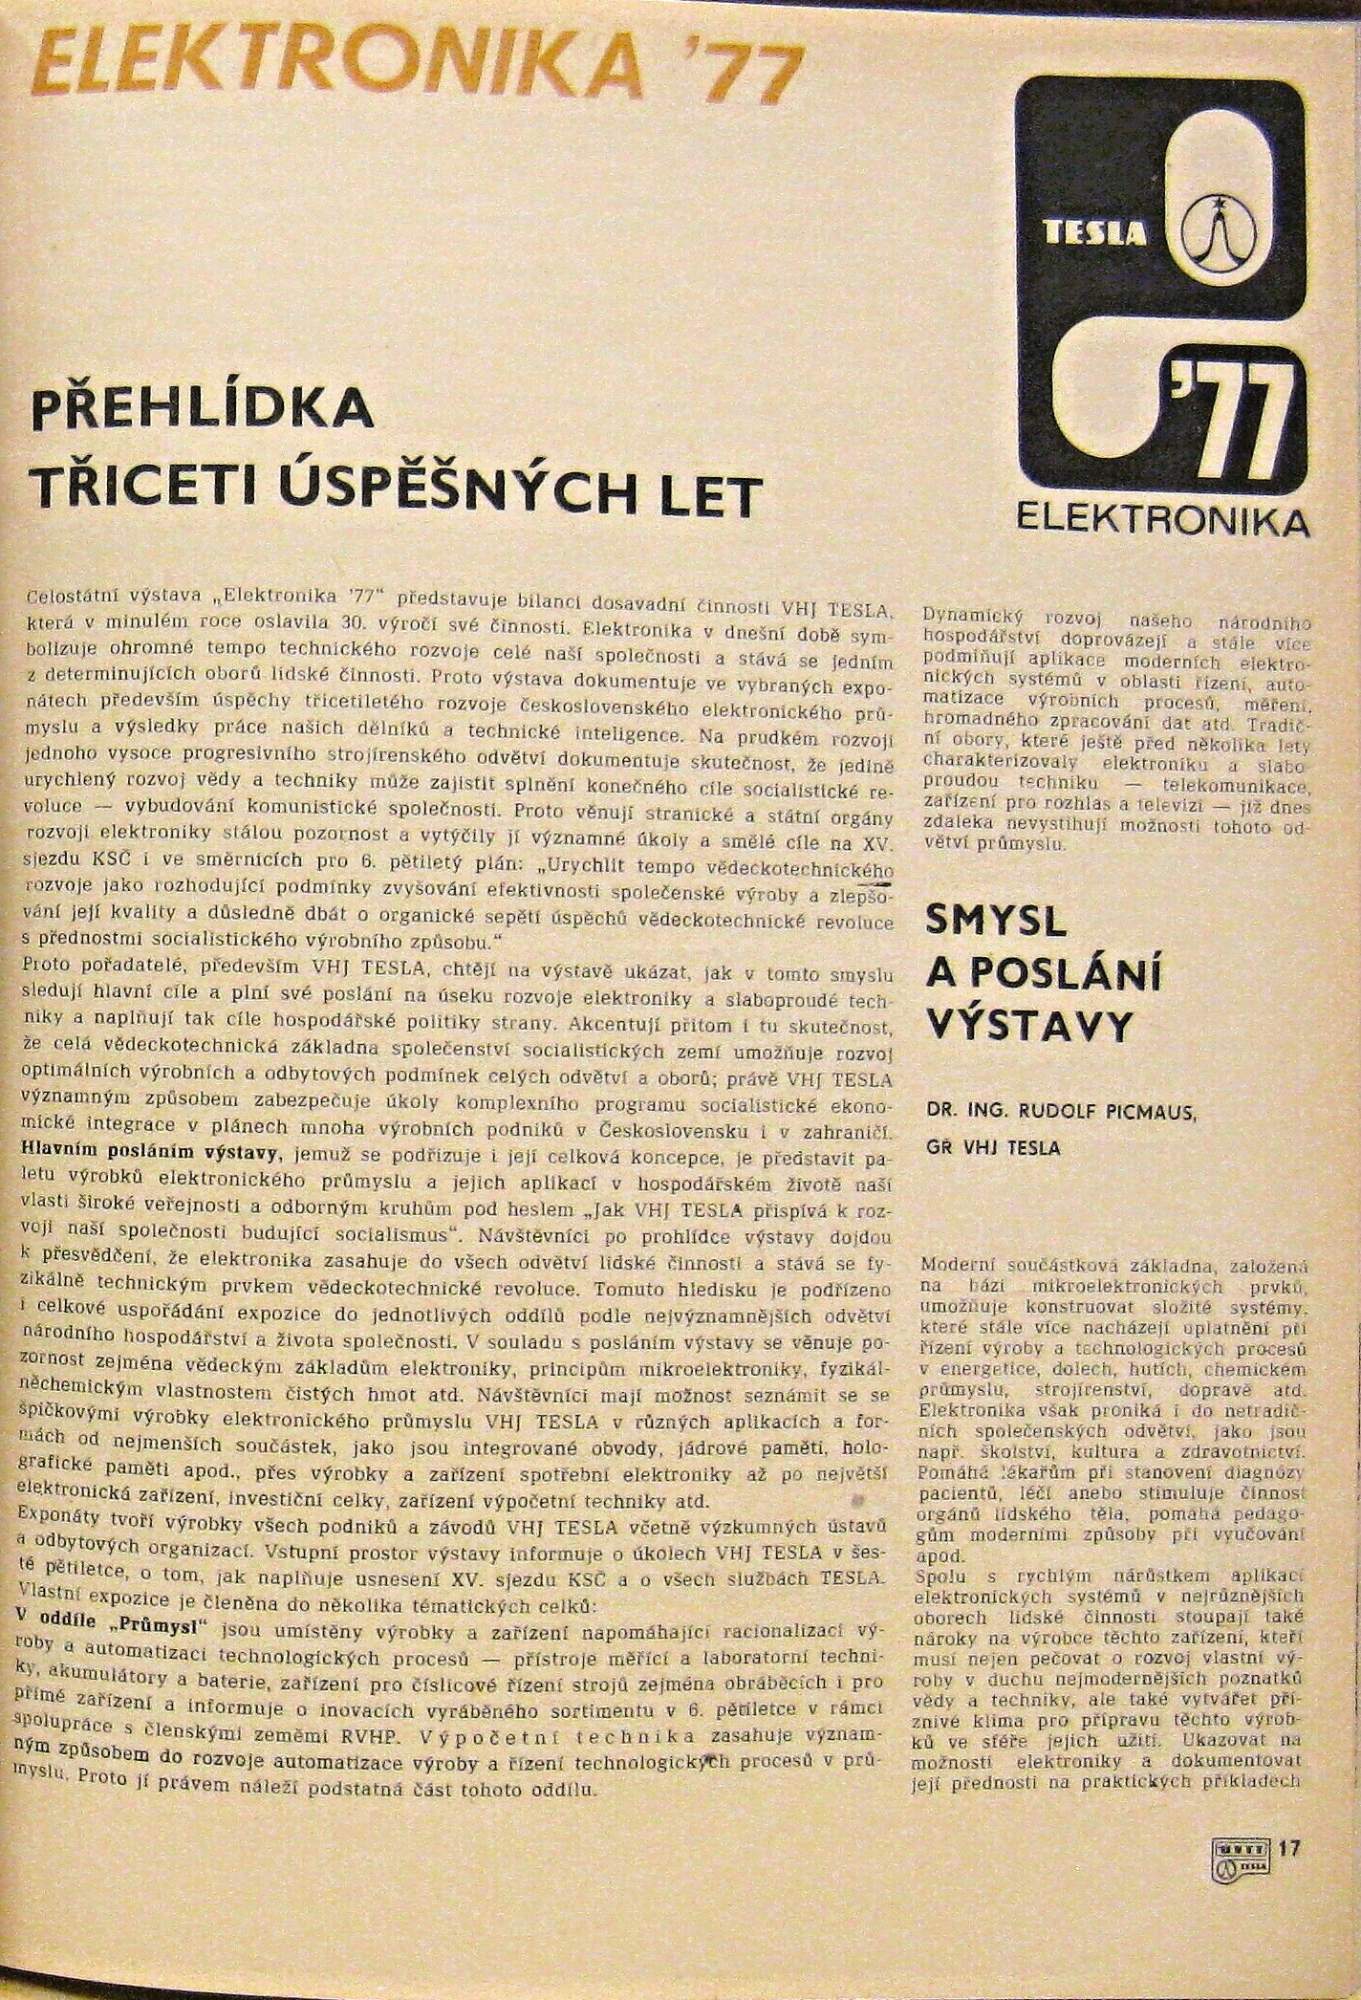 ELEKTRONIKA '77
TESLA
'77
ELEKTRONIKA
PŘEHLÍDKA
TŘICETI ÚSPĚŠNÝCH LET
Celostátní výstava „Elektronika '77“ představuje bilanci dosavadní činnosti VHJ TESLA,
která v minulém roce oslavila 30. výročí své činnosti. Elektronika v dnešní době sym-
bolizuje ohromné tempo technického rozvoje celé naší společnosti a stává se jedním
z determinujících oborů lidské činnosti. Proto výstava dokumentuje ve vybraných expo-
nátech především úspěchy třicetiletého rozvoje československého elektronického prů-
myslu a výsledky práce našich dělníků a technické inteligence. Na prudkém rozvoji
jednoho vysoce progresivního strojírenského odvětví dokumentuje skutečnost, že jedině
urychlený rozvoj vědy a techniky může zajistit splnění konečného cíle socialistické re-
voluce — vybudování komunistické společnosti. Proto věnují stranické a státní orgány
rozvoji elektroniky stálou pozornost a vytýčily jí významné úkoly a smělé cíle na XV.
sjezdu KSČ i ve směrnicích pro 6. pětiletý plán: „Urychlit tempo vědeckotechnického
rozvoje jako rozhodující podmínky zvyšování efektivnosti společenské výroby a zlepšo-
vání její kvality a důsledně dbát o organické sepětí úspěchů vědeckotechnické revoluce
s přednostmi socialistického výrobního způsobu.“
Proto pořadatelé, především VHJ TESLA, chtějí na výstavě ukázat, jak v tomto smyslu
sledují hlavní cíle a plní své poslání na úseku rozvoje elektroniky a slaboproudé tech-
niky a naplňují tak cíle hospodářské politiky strany. Akcentují přitom i tu skutečnost,
že celá vědeckotechnická základna společenství socialistických zemí umožňuje rozvoj
optimálních výrobních a odbytových podmínek celých odvětví a oborů; právě VHJ TESLA
významným způsobem zabezpečuje úkoly komplexního programu socialistické ekono-
mické integrace v plánech mnoha výrobních podniků v Československu i v zahraničí.
Hlavním posláním výstavy, jemuž se podřizuje i její celková koncepce, je představit pa-
letu výrobků elektronického průmyslu a jejich aplikací v hospodářském životě naší
vlasti široké veřejnosti a odborným kruhům pod heslem „Jak VHJ TESLA přispívá k roz-
voji naší společnosti budující socialismus“. Návštěvníci po prohlídce výstavy dojdou
k přesvědčení, že elektronika zasahuje do všech odvětví lidské činnosti a stává se fy-
zikálně technickým prvkem vědeckotechnické revoluce. Tomuto hledisku je podřízeno
i celkové uspořádání expozice do jednotlivých oddílů podle nejvýznamnějších odvětví
národního hospodářství a života společnosti. V souladu s posláním výstavy se věnuje po-
zornost zejména vědeckým základům elektroniky, principům mikroelektroniky, fyzikál-
něchemickým vlastnostem čistých hmot atd. Návštěvníci mají možnost seznámit se se
špičkovými výrobky elektronického průmyslu VHJ TESLA v různých aplikacích a for-
mách od nejmenších součástek, jako jsou integrované obvody, jádrové paměti, holo-
grafické paměti apod., přes výrobky a zařízení spotřební elektroniky až po největší
elektronická zařízení, investiční celky, zařízení výpočetní techniky atd.
Exponáty tvoří výrobky všech podniků a závodů VHJ TESLA včetně výzkumných ústavů
a odbytových organizací. Vstupní prostor výstavy informuje o úkolech VHJ TESLA v šes-
té pětiletce, o tom, jak naplňuje usnesení XV. sjezdu KSČ a o všech službách TESLA.
Vlastní expozice je členěna do několika tématických celků:
V oddíle „Průmysl“ jsou umístěny výrobky a zařízení napomáhající racionalizaci vý-
roby a automatizaci technologických procesů — přístroje měřící a laboratorní techni-
ky, akumulátory a baterie, zařízení pro číslicové řízení strojů zejména obráběcích i pro
přímé zařízení a informuje o inovacích vyráběného sortimentu v 6. pětiletce v rámci
spolupráce s členskými zeměmi RVHP. Výpočetní technika zasahuje význam-
ným způsobem do rozvoje automatizace výroby a řízení technologických procesů v prů-
myslu. Proto jí právem náleží podstatná část tohoto oddílu.
Dynamický rozvoj našeho národního
hospodářství doprovázejí a stále více
podmiňují aplikace moderních elektro-
nických systémů v oblasti řízení, auto-
matizace výrobních procesů, měření,
hromadného zpracování dat atd. Tradič-
ní obory, které ještě před několika lety
charakterizovaly elektroniku a slabo
proudou techniku — telekomunikace,
zařízení pro rozhlas a televizi — již dnes
zdaleka nevystihují možnosti tohoto od-
větví průmyslu.
SMYSL
A POSLÁNÍ
VÝSTAVY
DR. ING. RUDOLF PICMAUS,
GŘ VHJ TESLA
Moderní součástková základna, založená
na bázi mikroelektronických prvků,
umožňuje konstruovat složité systémy,
které stále více nacházejí uplatnění při
řízení výroby a technologických procesů
v energetice, dolech, hutích, chemickém
průmyslu, strojírenství, dopravě atd.
Elektronika však proniká i do netradič-
ních společenských odvětví, jako jsou
např. školství, kultura a zdravotnictví.
Pomáhá lékařům při stanovení diagnózy
pacientů, léčí anebo stimuluje činnost
orgánů lidského těla, pomáhá pedago-
gům moderními způsoby při vyučování
apod.
Spolu s rychlým nárůstkem aplikací
elektronických systémů v nejrůznějších
oborech lidské činnosti stoupají také
nároky na výrobce těchto zařízení, kteří
musí nejen pečovat o rozvoj vlastní vý-
roby v duchu nejmodernějších poznatků
vědy a techniky, ale také vytvářet pří-
znivé klima pro přípravu těchto výrob-
ků ve sféře jejich užití. Ukazovat na
možnosti elektroniky a dokumentovat
její přednosti na praktických příkladech
TESLA
17